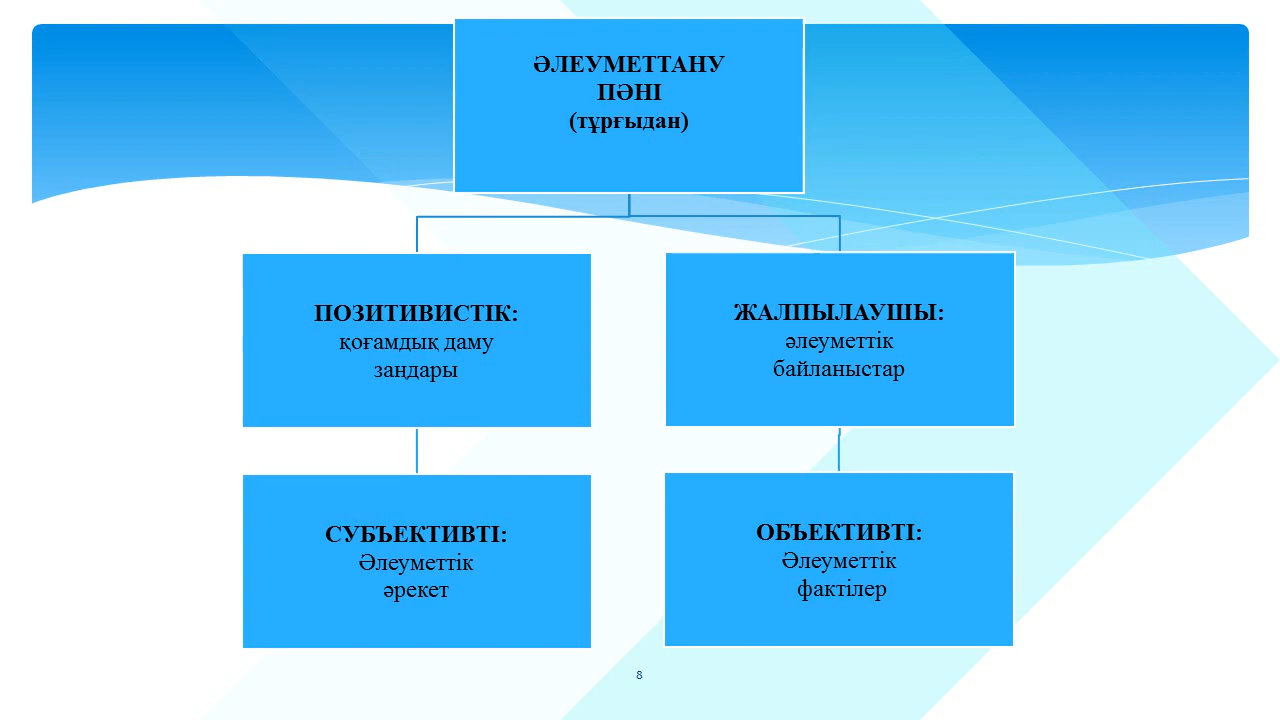 ӘЛЕУМЕТТАНУ
ПӘНІ
(тұрғыдан)
ПОЗИТИВИСТІК:
қоғамдық даму
заңдары
ЖАЛПЫЛАУШЫ:
әлеуметтік
байланыстар
СУБЪЕКТИВТІ:
Әлеуметтік
әрекет
ОБЪЕКТИВТІ:
Әлеуметтік
фактілер
8